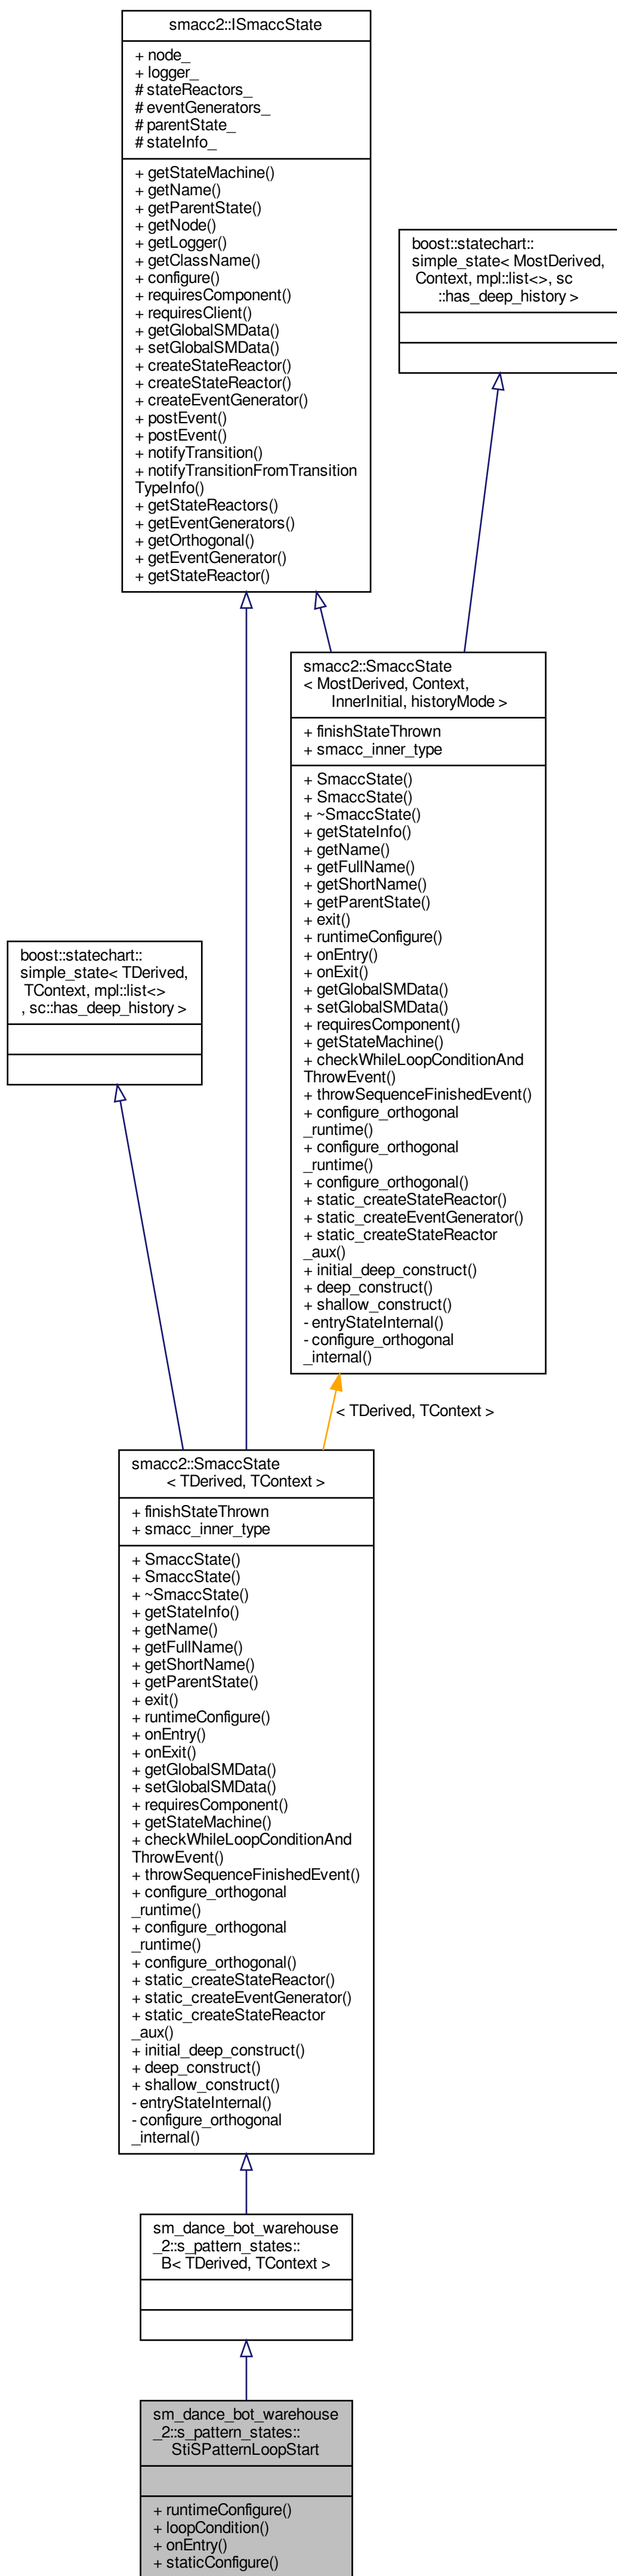 smacc2::ISmaccState
+ node_
+ logger_
# stateReactors_
# eventGenerators_
# parentState_
# stateInfo_
+ getStateMachine()
+ getName()
+ getParentState()
+ getNode()
+ getLogger()
+ getClassName()
+ configure()
+ requiresComponent()
+ requiresClient()
+ getGlobalSMData()
+ setGlobalSMData()
+ createStateReactor()
+ createStateReactor()
+ createEventGenerator()
+ postEvent()
+ postEvent()
+ notifyTransition()
+ notifyTransitionFromTransition
TypeInfo()
+ getStateReactors()
+ getEventGenerators()
+ getOrthogonal()
+ getEventGenerator()
+ getStateReactor()
boost::statechart::
simple_state< MostDerived,
Context, mpl::list<>, sc
::has_deep_history >
smacc2::SmaccState
< MostDerived, Context,
InnerInitial, historyMode >
+ finishStateThrown
+ smacc_inner_type
+ SmaccState()
+ SmaccState()
+ ~SmaccState()
+ getStateInfo()
+ getName()
+ getFullName()
+ getShortName()
+ getParentState()
+ exit()
+ runtimeConfigure()
+ onEntry()
+ onExit()
+ getGlobalSMData()
+ setGlobalSMData()
+ requiresComponent()
+ getStateMachine()
+ checkWhileLoopConditionAnd
ThrowEvent()
+ throwSequenceFinishedEvent()
+ configure_orthogonal
_runtime()
+ configure_orthogonal
_runtime()
+ configure_orthogonal()
+ static_createStateReactor()
+ static_createEventGenerator()
+ static_createStateReactor
_aux()
+ initial_deep_construct()
+ deep_construct()
+ shallow_construct()
- entryStateInternal()
- configure_orthogonal
_internal()
boost::statechart::
simple_state< TDerived,
TContext, mpl::list<>
, sc::has_deep_history >
< TDerived, TContext >
smacc2::SmaccState
< TDerived, TContext >
+ finishStateThrown
+ smacc_inner_type
+ SmaccState()
+ SmaccState()
+ ~SmaccState()
+ getStateInfo()
+ getName()
+ getFullName()
+ getShortName()
+ getParentState()
+ exit()
+ runtimeConfigure()
+ onEntry()
+ onExit()
+ getGlobalSMData()
+ setGlobalSMData()
+ requiresComponent()
+ getStateMachine()
+ checkWhileLoopConditionAnd
ThrowEvent()
+ throwSequenceFinishedEvent()
+ configure_orthogonal
_runtime()
+ configure_orthogonal
_runtime()
+ configure_orthogonal()
+ static_createStateReactor()
+ static_createEventGenerator()
+ static_createStateReactor
_aux()
+ initial_deep_construct()
+ deep_construct()
+ shallow_construct()
- entryStateInternal()
- configure_orthogonal
_internal()
sm_dance_bot_warehouse
_2::s_pattern_states::
B< TDerived, TContext >
sm_dance_bot_warehouse
_2::s_pattern_states::
StiSPatternLoopStart
+ runtimeConfigure()
+ loopCondition()
+ onEntry()
+ staticConfigure()